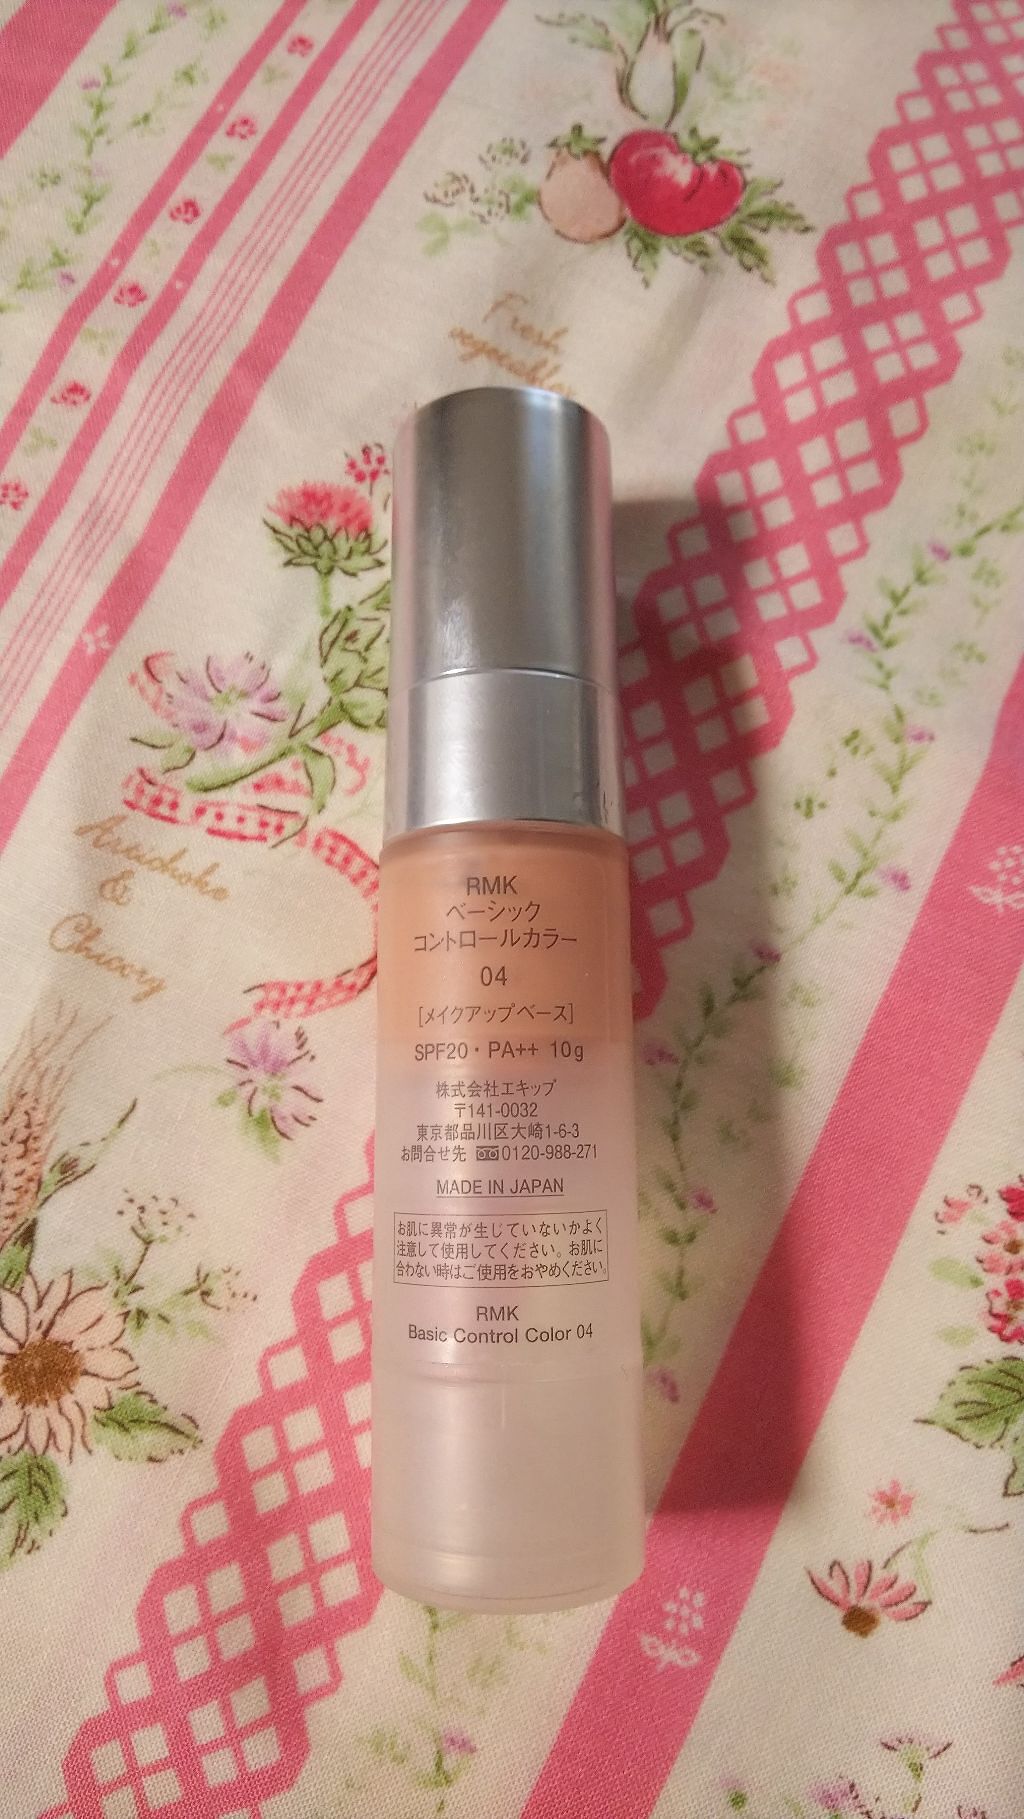 Fresh
RMK
ベーシック
コントロールカラー
04
[メイクアップベース]
SPF20・PA++ 10g
株式会社エキップ
〒141-0032
東京都品川区大崎1-6-3
お問合せ先 0120-988-271
MADE IN JAPAN
お肌に異常が生じていないかよく
注意して使用してください。お肌に
合わない時はご使用をおやめください。
RMK
Basic Control Color 04
&
Chicory